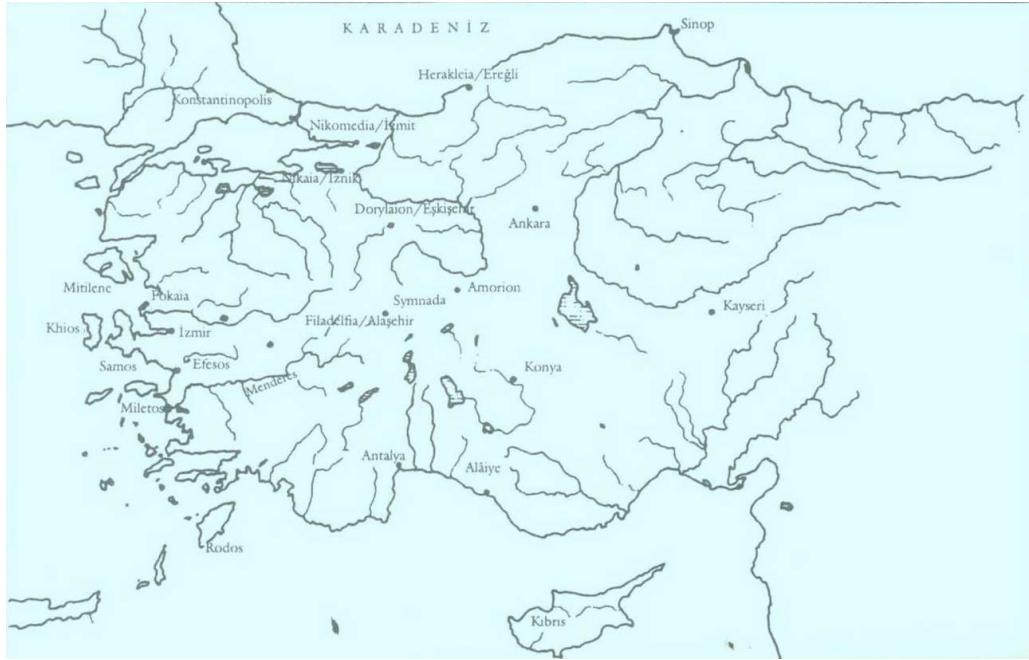 KARADENİZ
Sinop
Herakleia/Ereğli
Konstantinopolis
Nikomedia/İzmit
Nikaia/İznik
Dorylaion/Eskişehir
Ankara
Mitilene
Fokaia
Symnada
Amorion
Kayseri
Khios
İzmir
Filadelfia/Alaşehir
Samos
Efesos
Menderes
Konya
Miletos
Antalya
Alâiye
Rodos
Kıbrıs